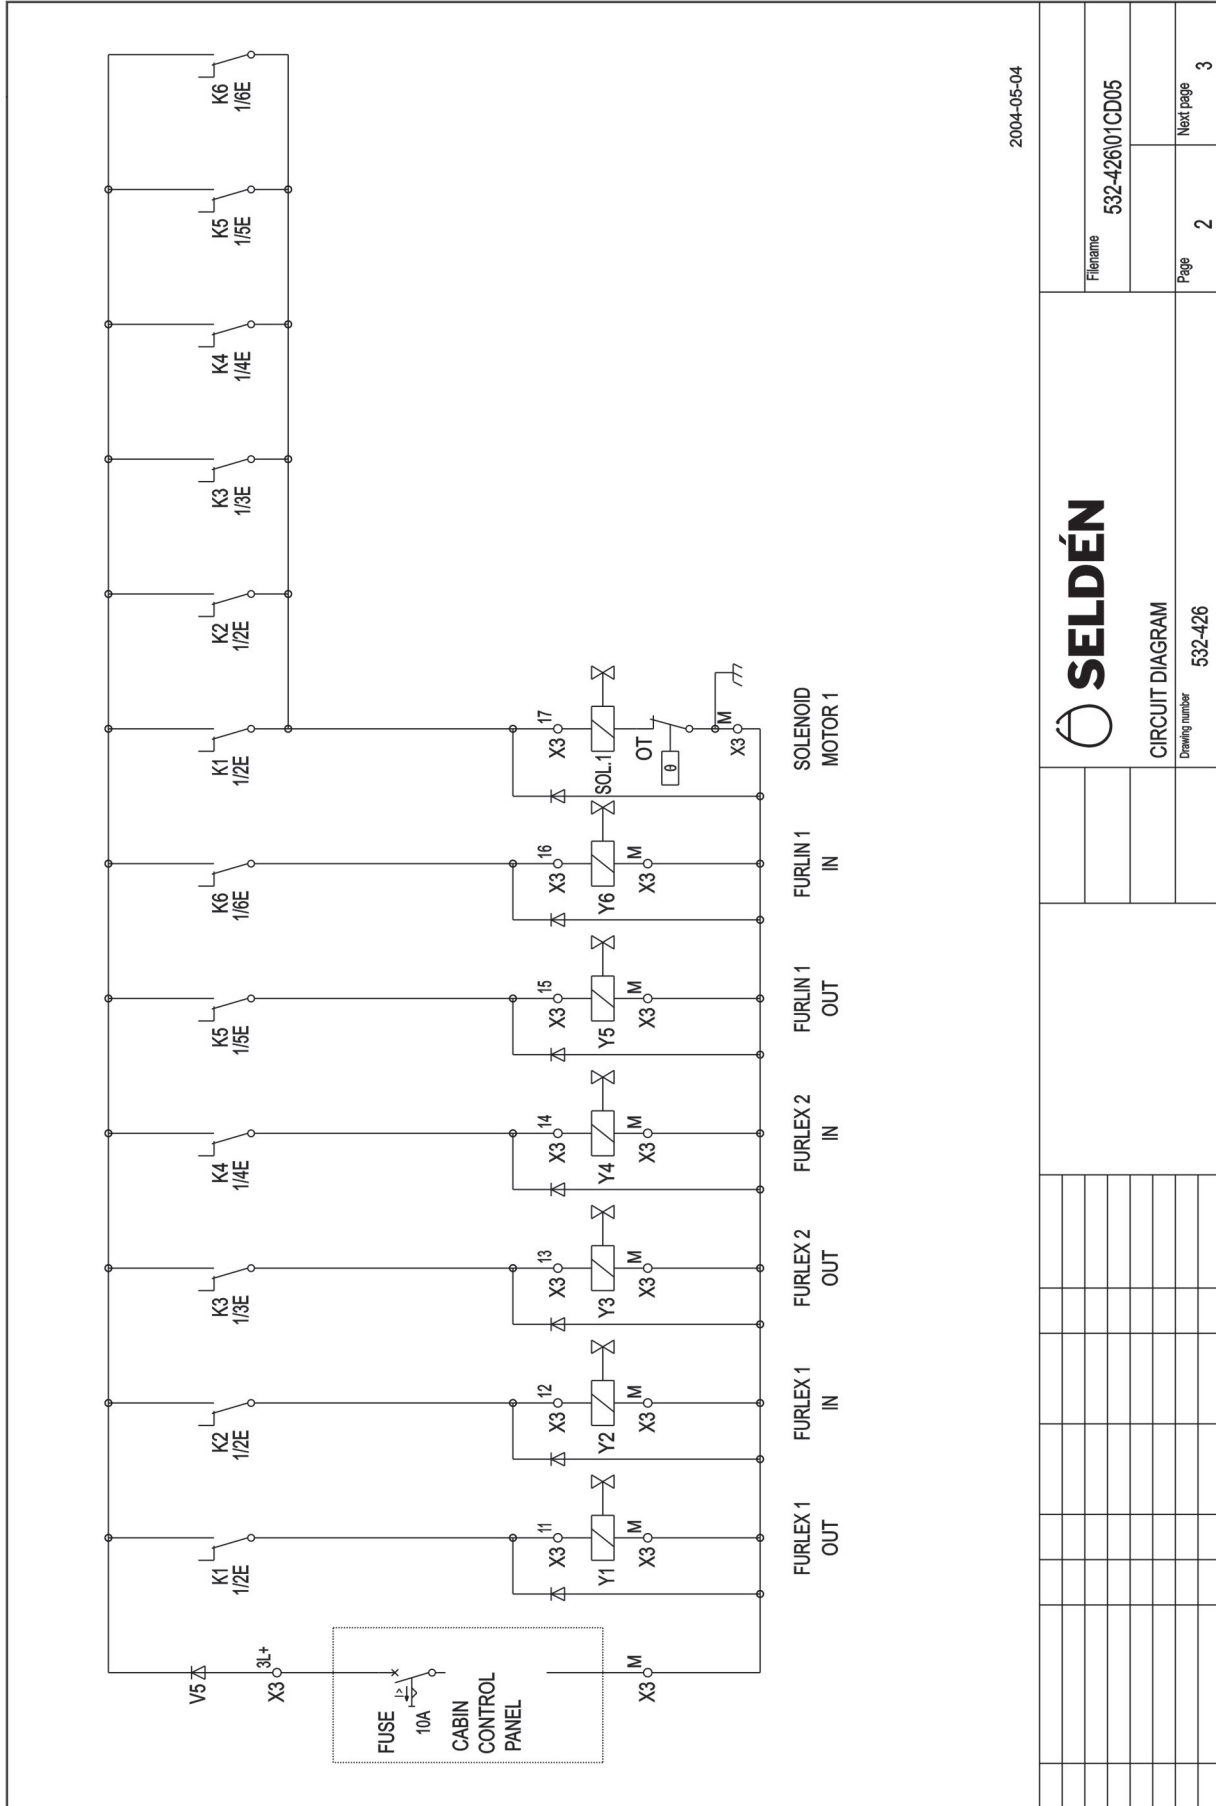 V5
3L+
X3
FUSE
I>
10A
CABIN
CONTROL
PANEL
M
X3
K1
1/2E
11
X3
Y1
M
X3
FURLEX 1
OUT
K2
1/2E
12
X3
Y2
M
X3
FURLEX 1
IN
K3
1/3E
13
X3
Y3
M
X3
FURLEX 2
OUT
K4
1/4E
14
X3
Y4
M
X3
FURLEX 2
IN
K5
1/5E
15
X3
Y5
M
X3
FURLIN 1
OUT
K6
1/6E
16
X3
Y6
M
X3
FURLIN 1
IN
K1
1/2E
17
X3
SOL.1
OT
θ
M
X3
SOLENOID
MOTOR 1
K2
1/2E
K3
1/3E
K4
1/4E
K5
1/5E
K6
1/6E
2004-05-04
SELDÉN
CIRCUIT DIAGRAM
Drawing number
532-426
Filename
532-426\01CD05
Page
2
Next page
3